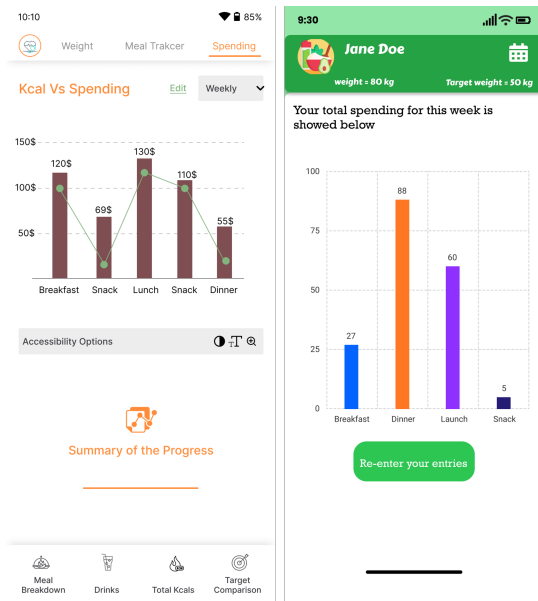 10:10
85%
Weight
Meal Trakcer
Spending
Kcal Vs Spending
Edit
Weekly
150$
130$
120$
110$
100$
69$
55$
50$
Breakfast
Snack
Lunch
Snack
Dinner
Accessibility Options
TT
Summary of the Progress
Meal
Breakdown
Drinks
Total Kcals
Target
Comparison
9:30
Jane Doe
weight = 80 kg
Target weight = 50 kg
Your total spending for this week is
showed below
100
88
75
60
50
27
25
5
0
Breakfast
Dinner
Launch
Snack
Re-enter your entries